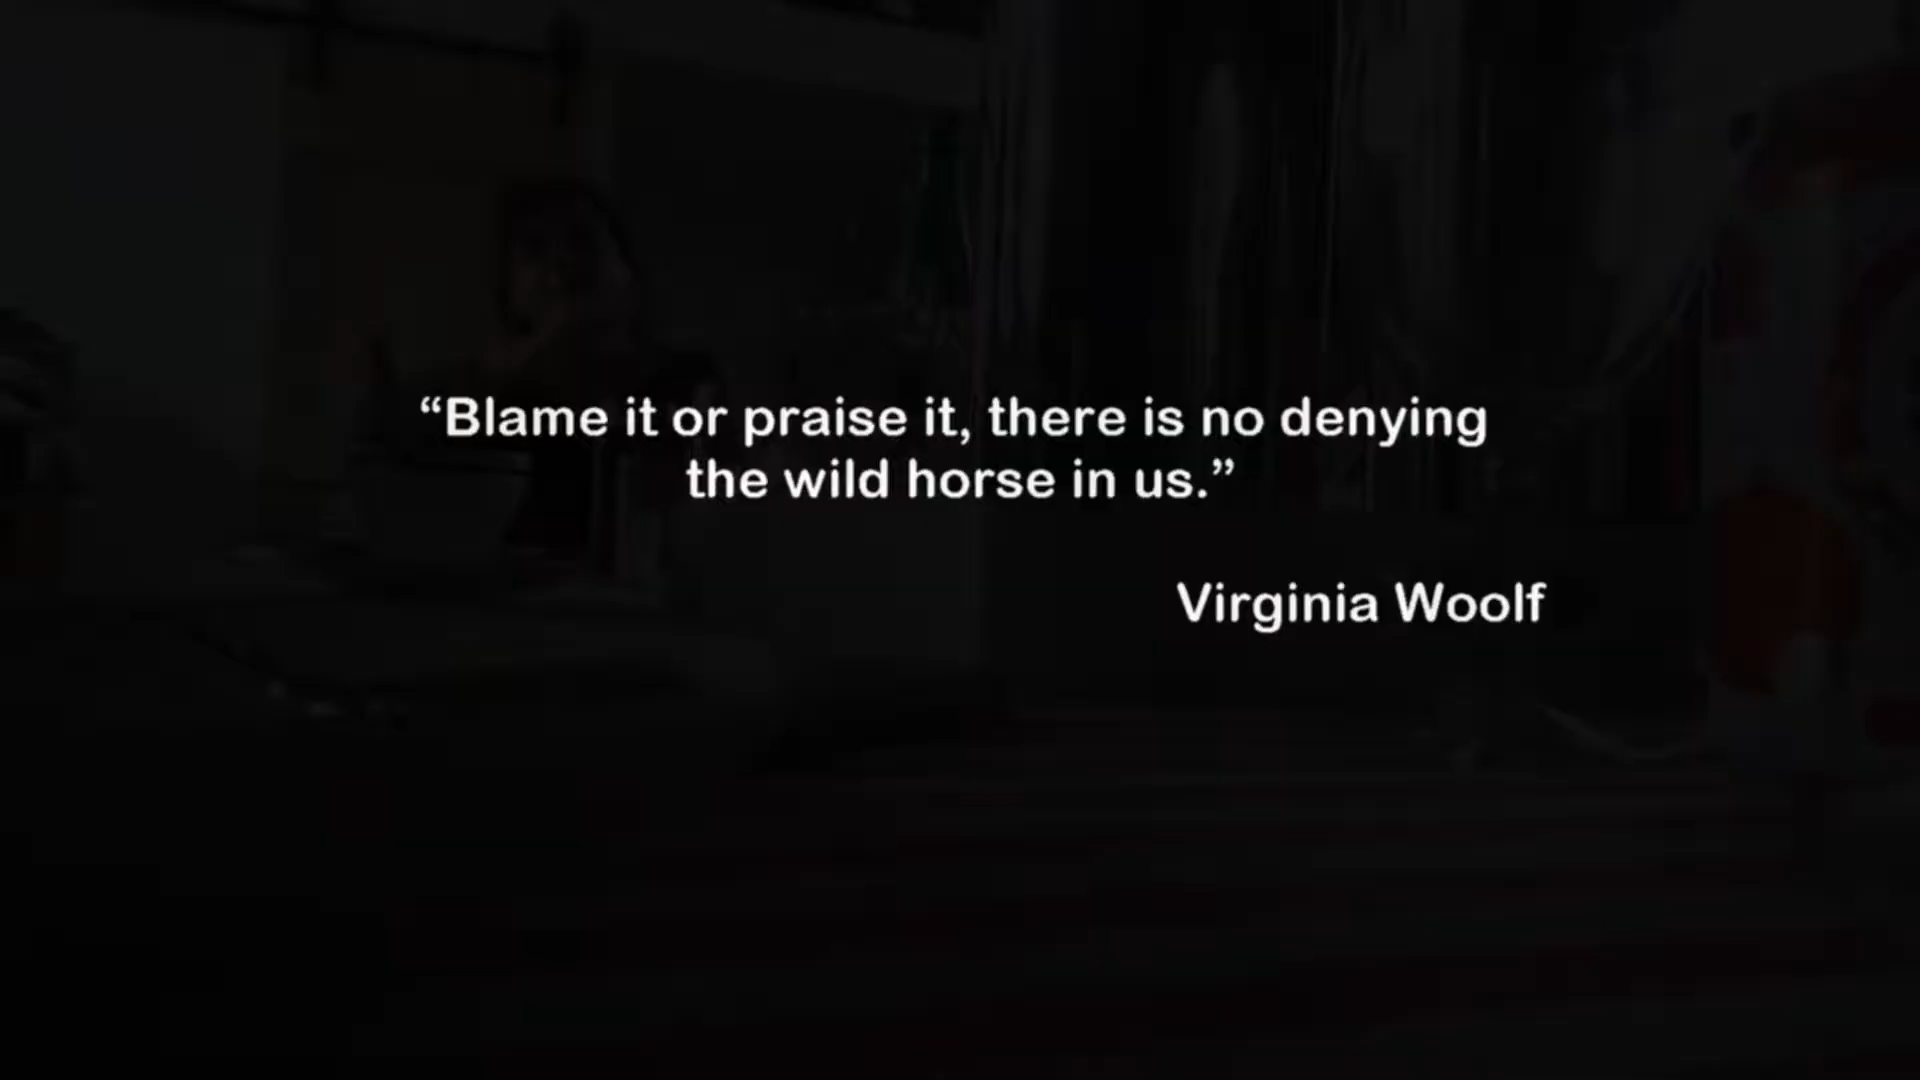 “Blame it or praise it, there is no denying
the wild horse in us.”
Virginia Woolf